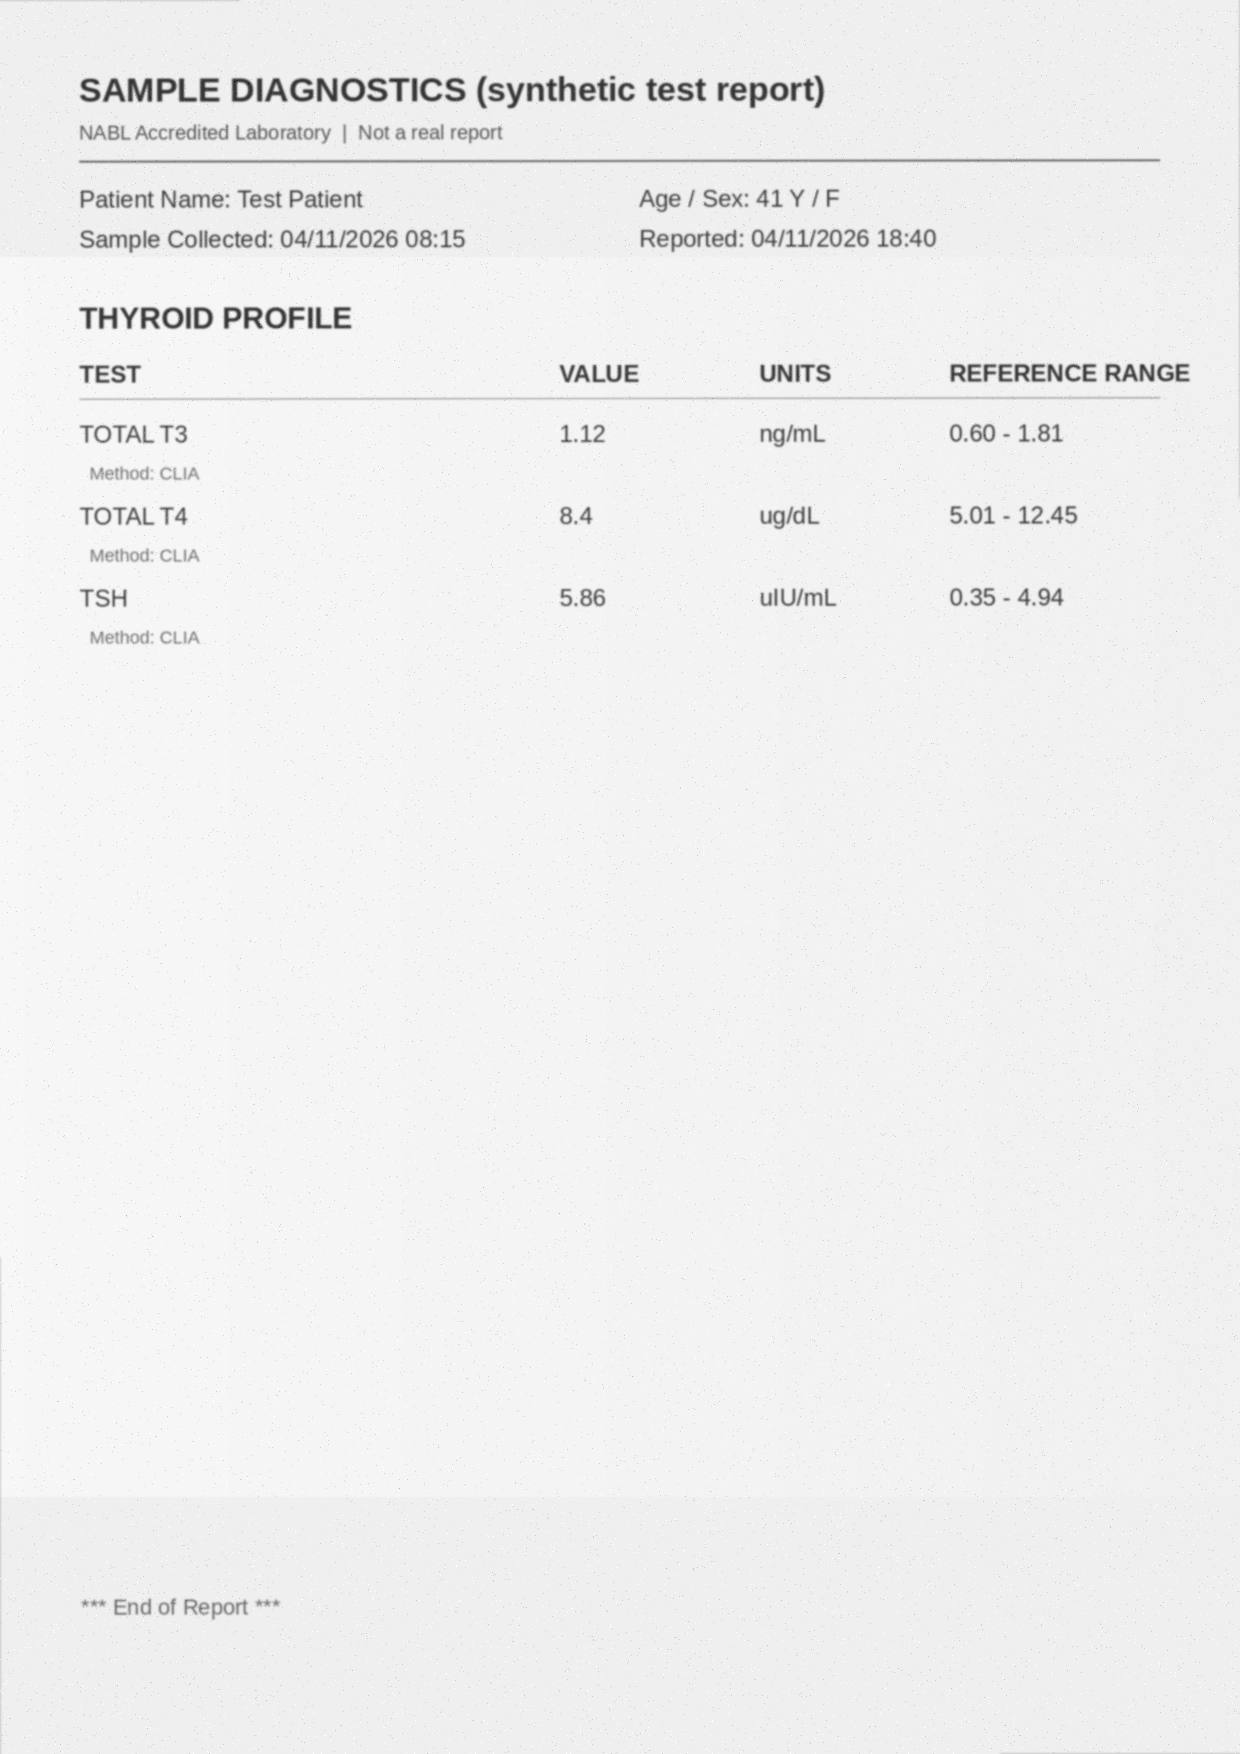 SAMPLE DIAGNOSTICS (synthetic test report)
NABL Accredited Laboratory | Not a real report
Patient Name: Test Patient Age / Sex: 41 Y / F
Sample Collected: 04/11/2026 08:15 Reported: 04/11/2026 18:40
THYROID PROFILE
TEST VALUE UNITS REFERENCE RANGE
TOTAL T3 1.12 ng/mL 0.60 - 1.81
Method: CLIA
TOTAL T4 8.4 ug/dL 5.01 - 12.45
Method: CLIA
TSH 5.86 uIU/mL 0.35 - 4.94
Method: CLIA
*** End of Report ***